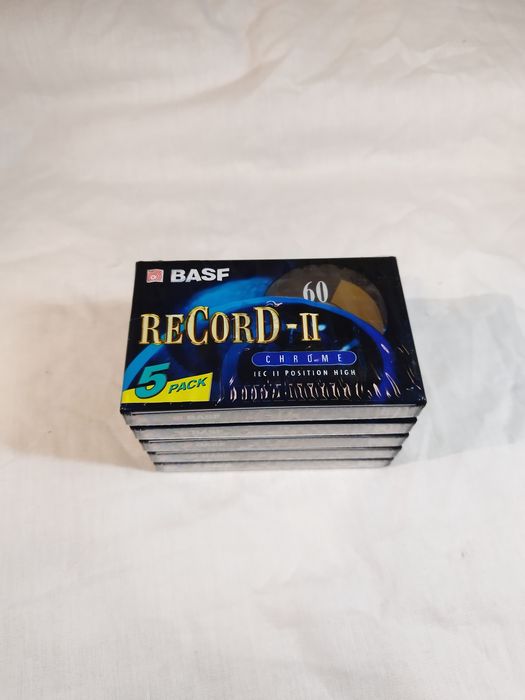 BASF
60
RECORD-II
CHROME
IEC II POSITION HIGH
5 PACK